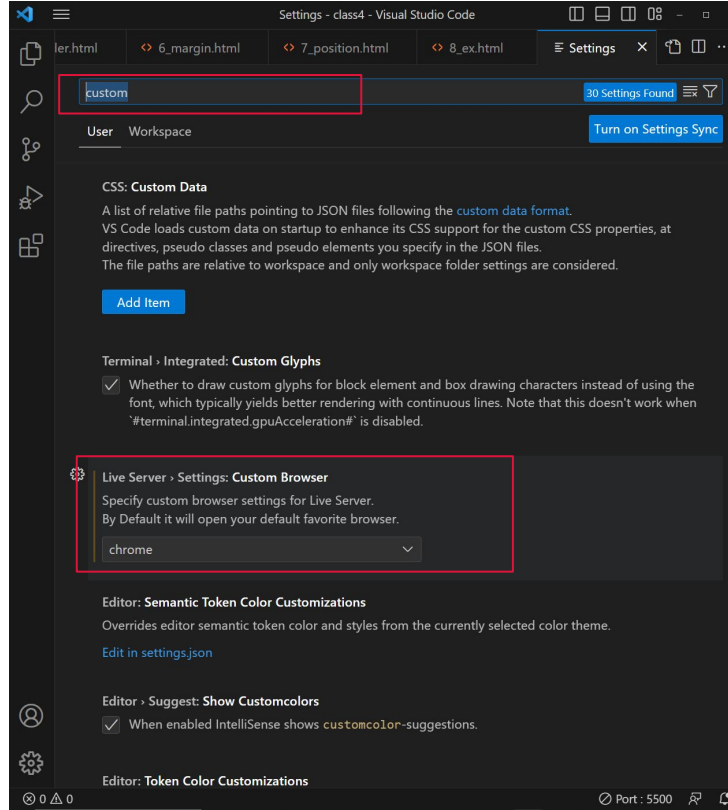 Settings - class4 - Visual Studio Code
ler.html 6_margin.html 7_position.html 8_ex.html Settings
custom 30 Settings Found
User Workspace Turn on Settings Sync
CSS: Custom Data
A list of relative file paths pointing to JSON files following the custom data format.
VS Code loads custom data on startup to enhance its CSS support for the custom CSS properties, at
directives, pseudo classes and pseudo elements you specify in the JSON files.
The file paths are relative to workspace and only workspace folder settings are considered.
Add Item
Terminal › Integrated: Custom Glyphs
Whether to draw custom glyphs for block element and box drawing characters instead of using the
font, which typically yields better rendering with continuous lines. Note that this doesn't work when
`#terminal.integrated.gpuAcceleration#` is disabled.
Live Server › Settings: Custom Browser
Specify custom browser settings for Live Server.
By Default it will open your default favorite browser.
chrome
Editor: Semantic Token Color Customizations
Overrides editor semantic token color and styles from the currently selected color theme.
Edit in settings.json
Editor › Suggest: Show Customcolors
When enabled IntelliSense shows customcolor-suggestions.
Editor: Token Color Customizations
0 0 Port : 5500